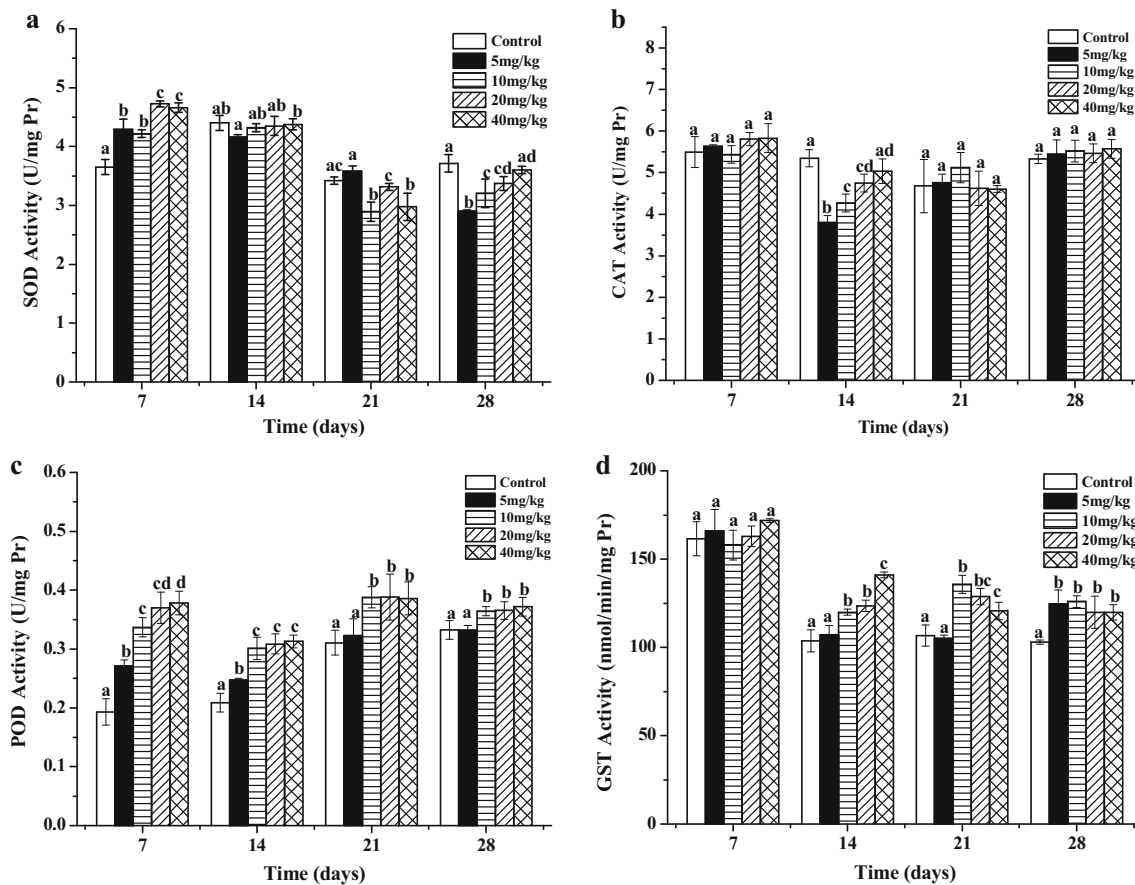 a
SOD Activity (U/mg Pr)
6
5
4
3
2
1
0
Control
5mg/kg
10mg/kg
20mg/kg
40mg/kg
a b b c c
ab a ab ab b
ac a b c b
a b c cd ad
7 14 21 28
Time (days)
b
CAT Activity (U/mg Pr)
8
7
6
5
4
3
2
1
0
Control
5mg/kg
10mg/kg
20mg/kg
40mg/kg
a a a a a
a b c cd ad
a a a a a
a a a a a
7 14 21 28
Time (days)
c
POD Activity (U/mg Pr)
0.6
0.5
0.4
0.3
0.2
0.1
0.0
Control
5mg/kg
10mg/kg
20mg/kg
40mg/kg
a b c cd d
a b c c c
a a b b b
a a b b b
7 14 21 28
Time (days)
d
GST Activity (nmol/min/mg Pr)
200
150
100
50
0
Control
5mg/kg
10mg/kg
20mg/kg
40mg/kg
a a a a a
a a b b c
a a b bc c
a b b b b
7 14 21 28
Time (days)